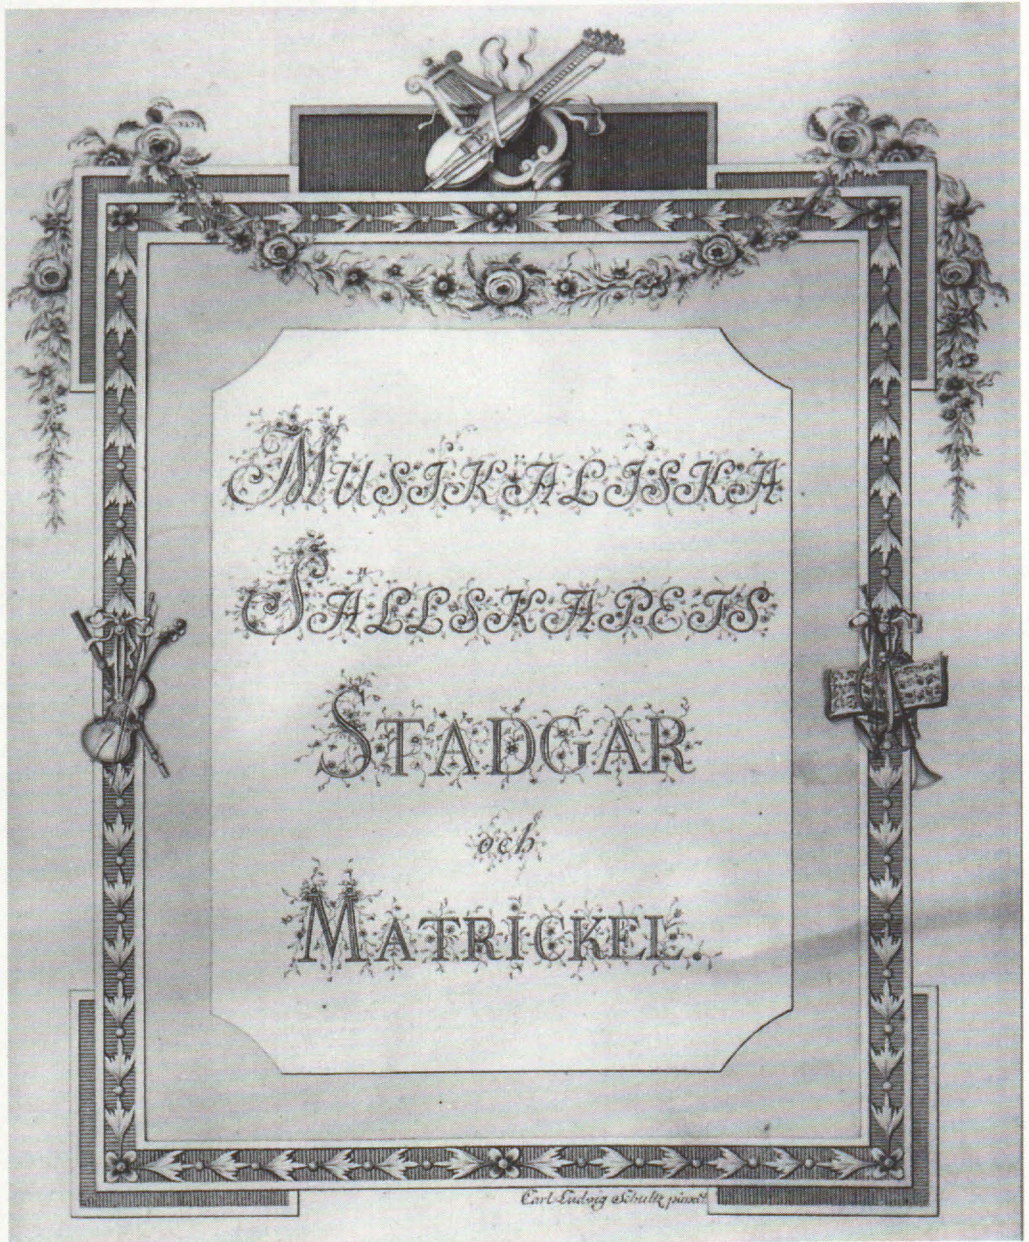 MUSIKALISKA
SÄLLSKAPETS
STADGAR
och
MATRICKEL.
Carl Ludvig Schultz pinxit